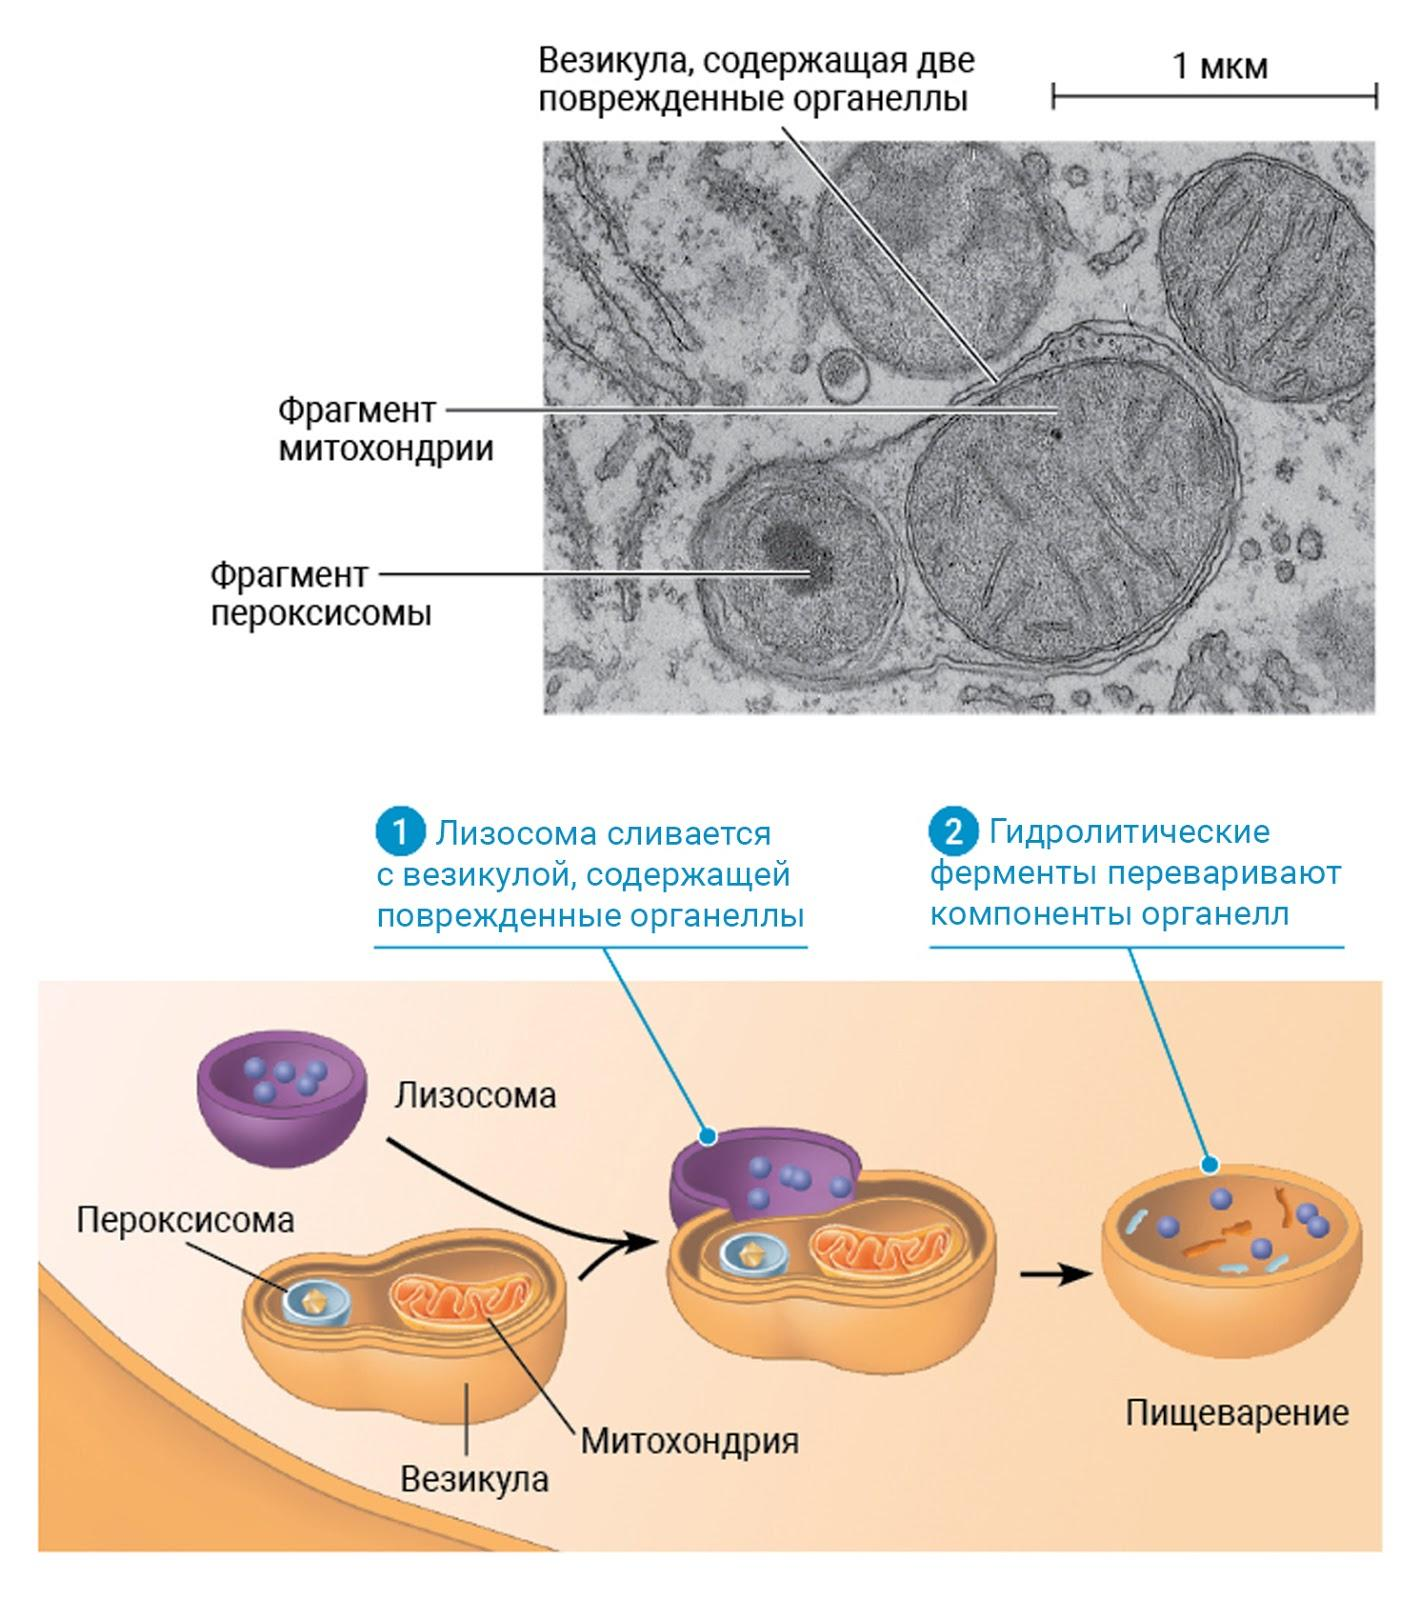 Везикула, содержащая две
поврежденные органеллы
1 мкм
Фрагмент
митохондрии
Фрагмент
пероксисомы
1 Лизосома сливается
с везикулой, содержащей
поврежденные органеллы
2 Гидролитические
ферменты переваривают
компоненты органелл
Лизосома
Пероксисома
Пищеварение
Митохондрия
Везикула